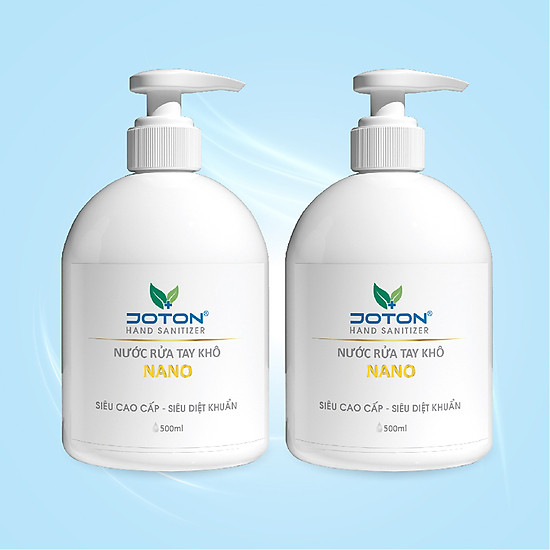 JOTON®
HAND SANITIZER
NƯỚC RỬA TAY KHÔ
NANO
SIÊU CAO CẤP - SIÊU DIỆT KHUẨN
500ml
JOTON®
HAND SANITIZER
NƯỚC RỬA TAY KHÔ
NANO
SIÊU CAO CẤP - SIÊU DIỆT KHUẨN
500ml